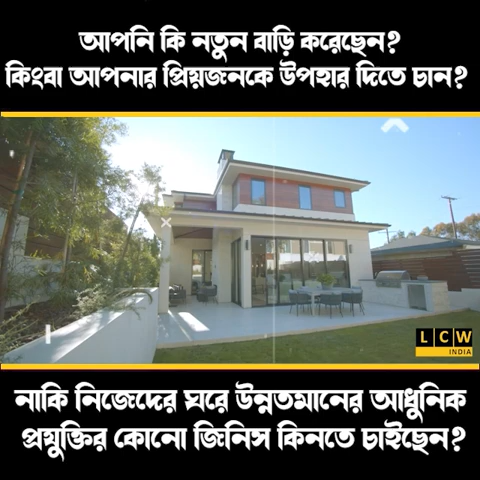 আপনি কি নতুন বাড়ি করেছেন?
কিংবা আপনার প্রিয়জনকে উপহার দিতে চান?
LCW
INDIA
নাকি নিজেদের ঘরে উন্নতমানের আধুনিক
প্রযুক্তির কোনো জিনিস কিনতে চাইছেন?